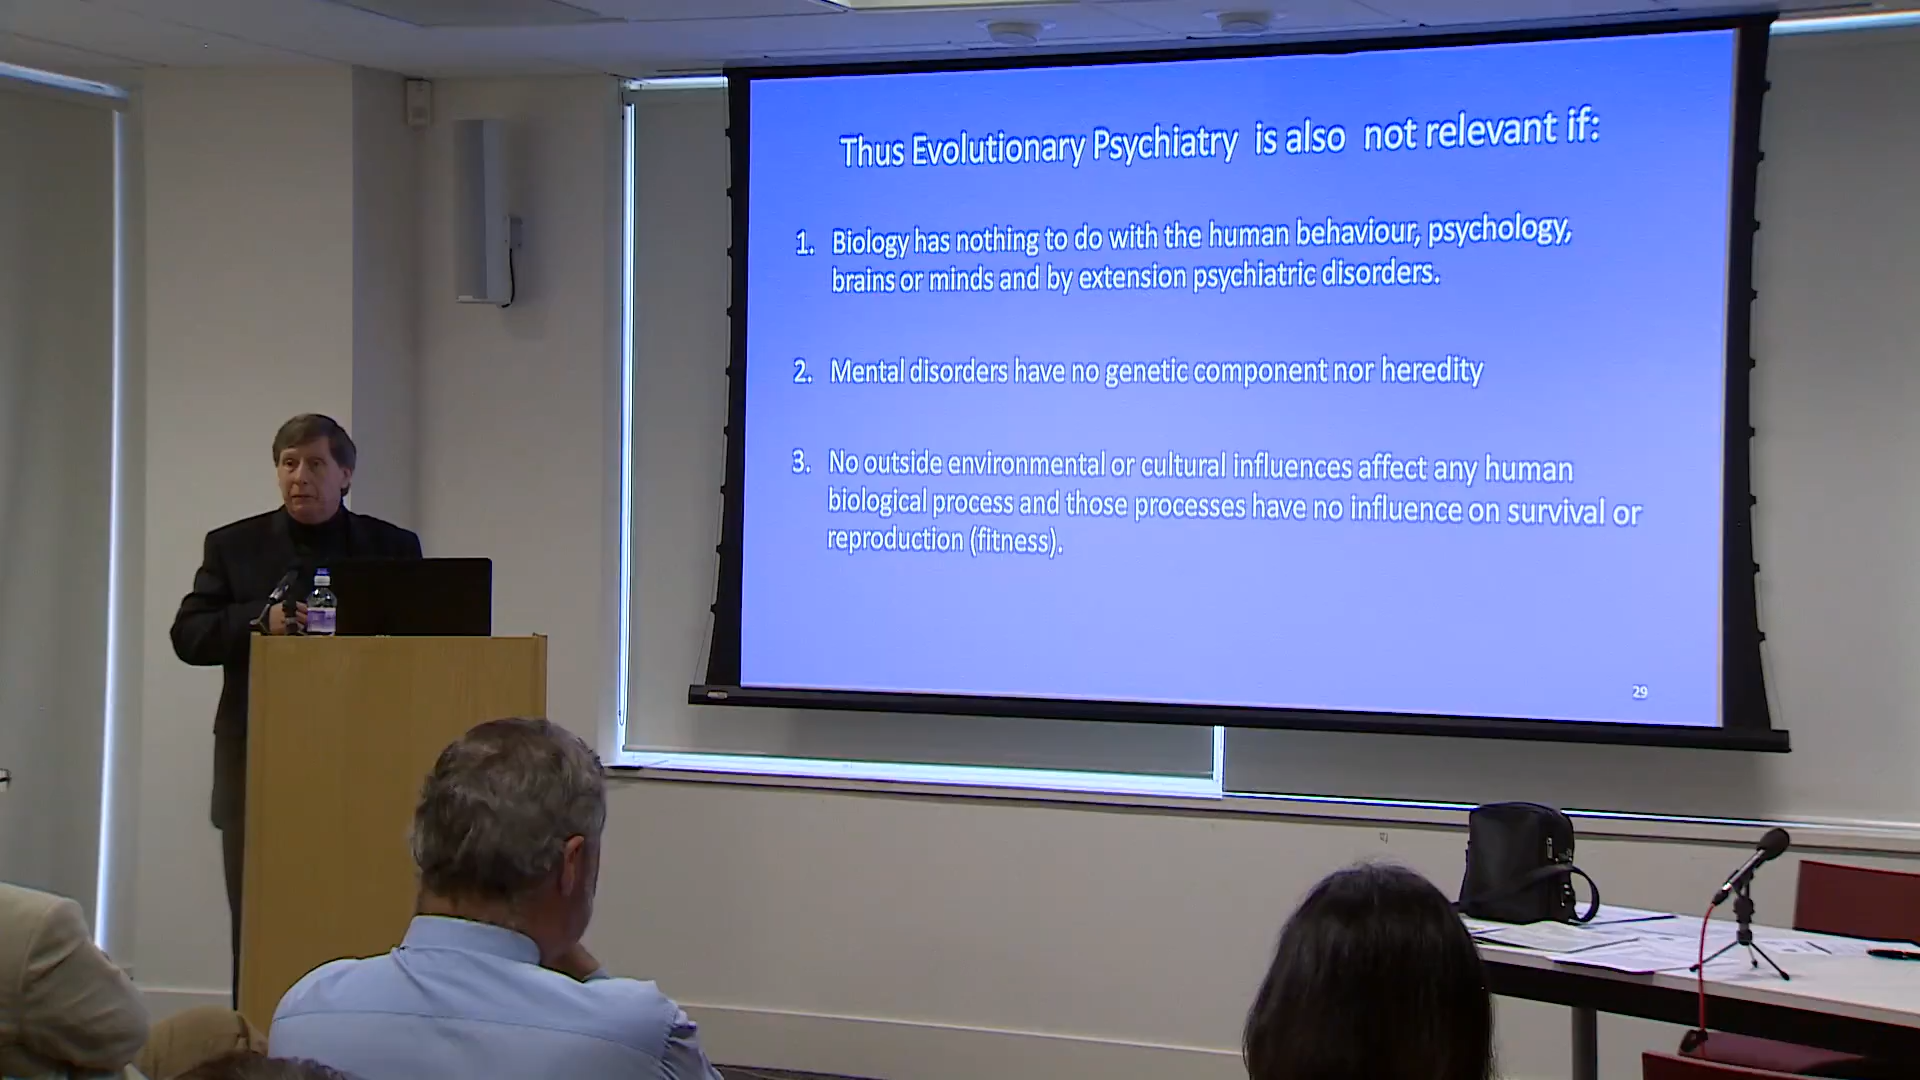 Thus Evolutionary Psychiatry is also not relevant if:
1. Biology has nothing to do with the human behaviour, psychology,
brains or minds and by extension psychiatric disorders.
2. Mental disorders have no genetic component nor heredity
3. No outside environmental or cultural influences affect any human
biological process and those processes have no influence on survival or
reproduction (fitness).
29